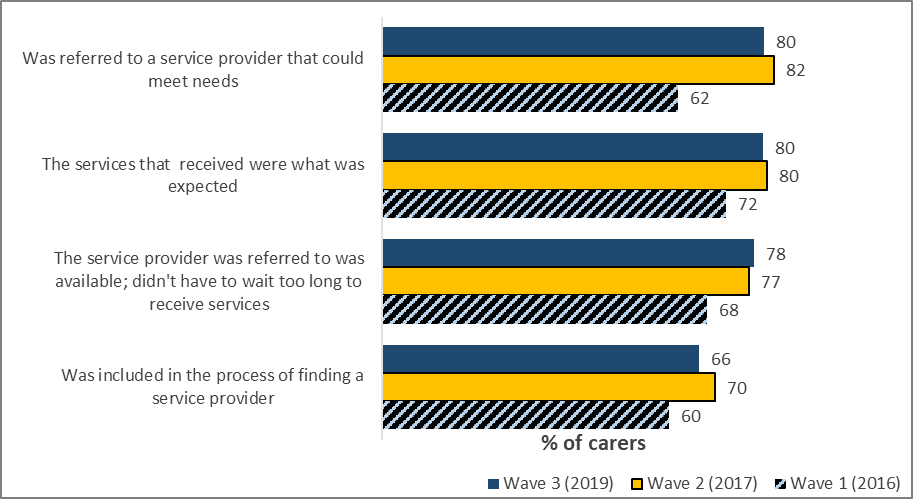 Was referred to a service provider that could
meet needs
80
82
62
The services that  received were what was
expected
80
80
72
The service provider was referred to was
available; didn't have to wait too long to
receive services
78
77
68
Was included in the process of finding a
service provider
66
70
60
% of carers
Wave 3 (2019) Wave 2 (2017) Wave 1 (2016)